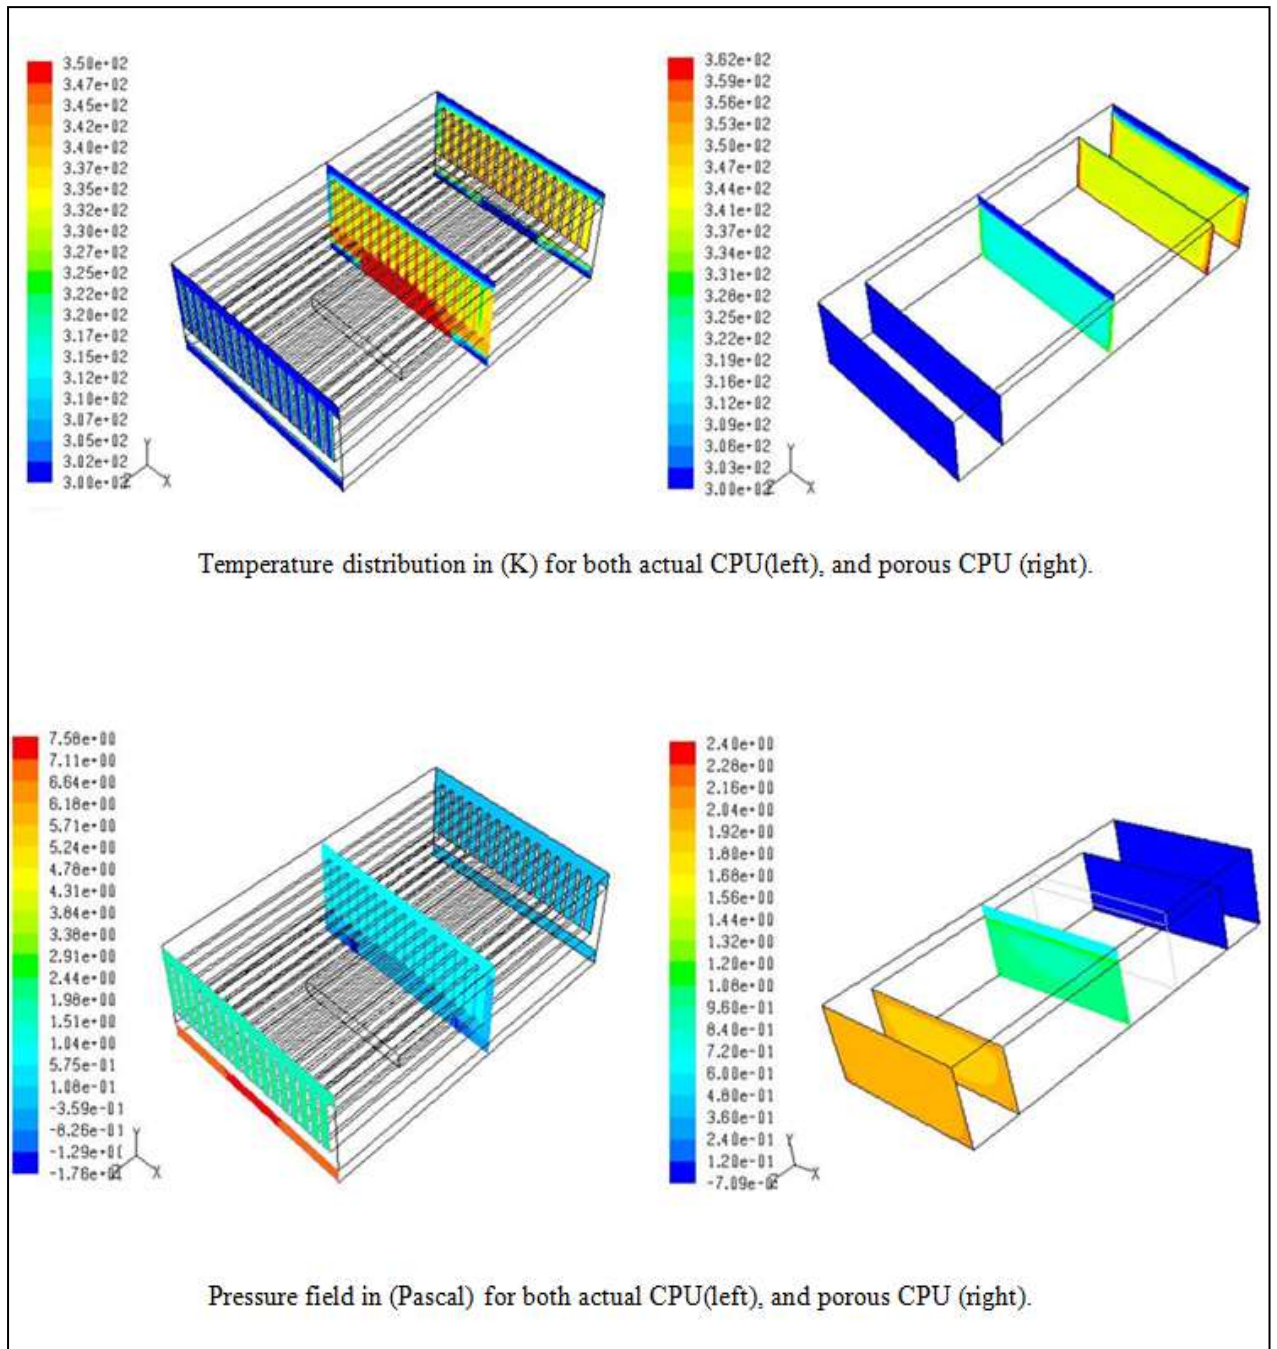 3.50e+02
3.47e+02
3.45e+02
3.42e+02
3.40e+02
3.37e+02
3.35e+02
3.32e+02
3.30e+02
3.27e+02
3.25e+02
3.22e+02
3.20e+02
3.17e+02
3.15e+02
3.12e+02
3.10e+02
3.07e+02
3.05e+02
3.02e+02
3.00e+02
Y
Z X
3.62e+02
3.59e+02
3.56e+02
3.53e+02
3.50e+02
3.47e+02
3.44e+02
3.41e+02
3.37e+02
3.34e+02
3.31e+02
3.28e+02
3.25e+02
3.22e+02
3.19e+02
3.16e+02
3.12e+02
3.09e+02
3.06e+02
3.03e+02
3.00e+02
Y
Z X
Temperature distribution in (K) for both actual CPU(left), and porous CPU (right).
7.58e+00
7.11e+00
6.64e+00
6.18e+00
5.71e+00
5.24e+00
4.78e+00
4.31e+00
3.84e+00
3.38e+00
2.91e+00
2.44e+00
1.98e+00
1.51e+00
1.04e+00
5.75e-01
1.08e-01
-3.59e-01
-8.26e-01
-1.29e+00
Y
Z X
2.40e+00
2.28e+00
2.16e+00
2.04e+00
1.92e+00
1.80e+00
1.68e+00
1.56e+00
1.44e+00
1.32e+00
1.20e+00
1.08e+00
9.60e-01
8.40e-01
7.20e-01
6.00e-01
4.80e-01
3.60e-01
2.40e-01
1.20e-01
Y
Z X
Pressure field in (Pascal) for both actual CPU(left), and porous CPU (right).